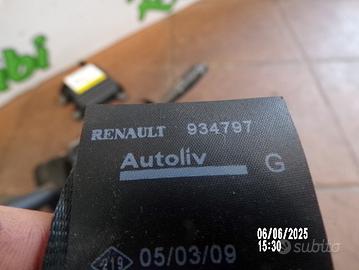 RENAULT 934797
Autoliv G
219 05/03/09
06/06/2025
15:30
subito